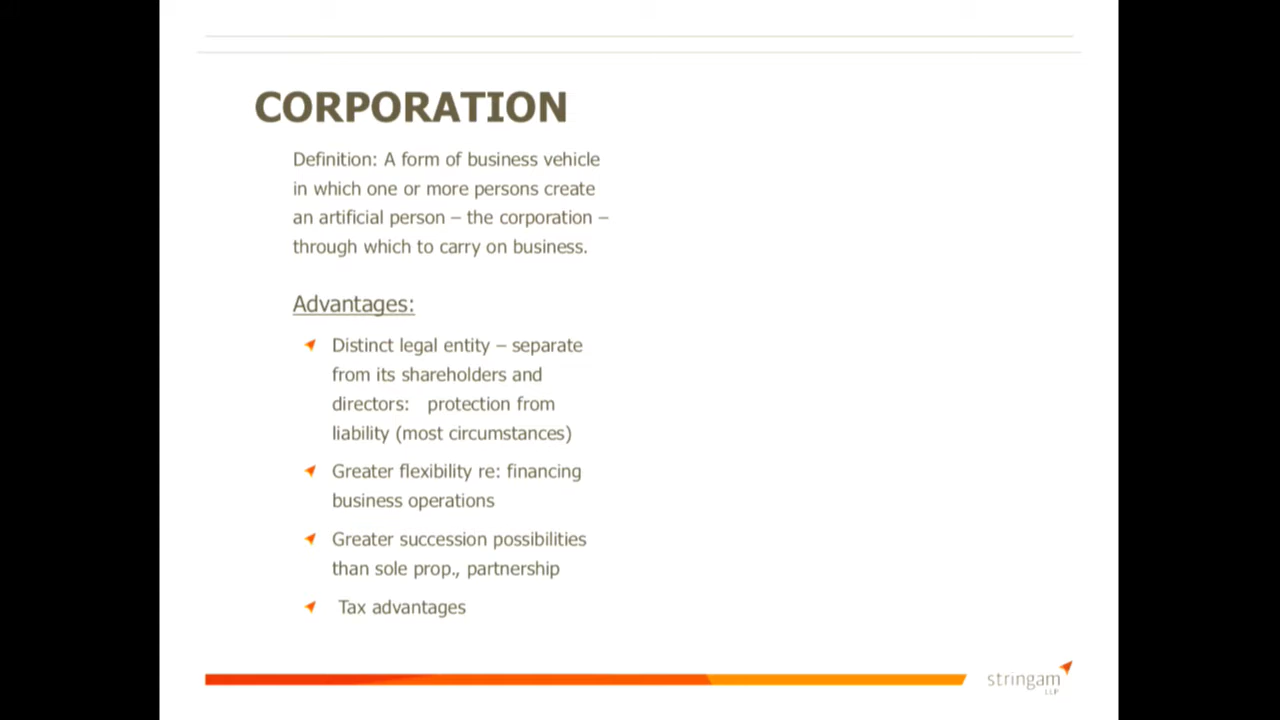 CORPORATION
Definition: A form of business vehicle
in which one or more persons create
an artificial person – the corporation –
through which to carry on business.
Advantages:
Distinct legal entity – separate
from its shareholders and
directors: protection from
liability (most circumstances)
Greater flexibility re: financing
business operations
Greater succession possibilities
than sole prop., partnership
Tax advantages
stringam
LLP